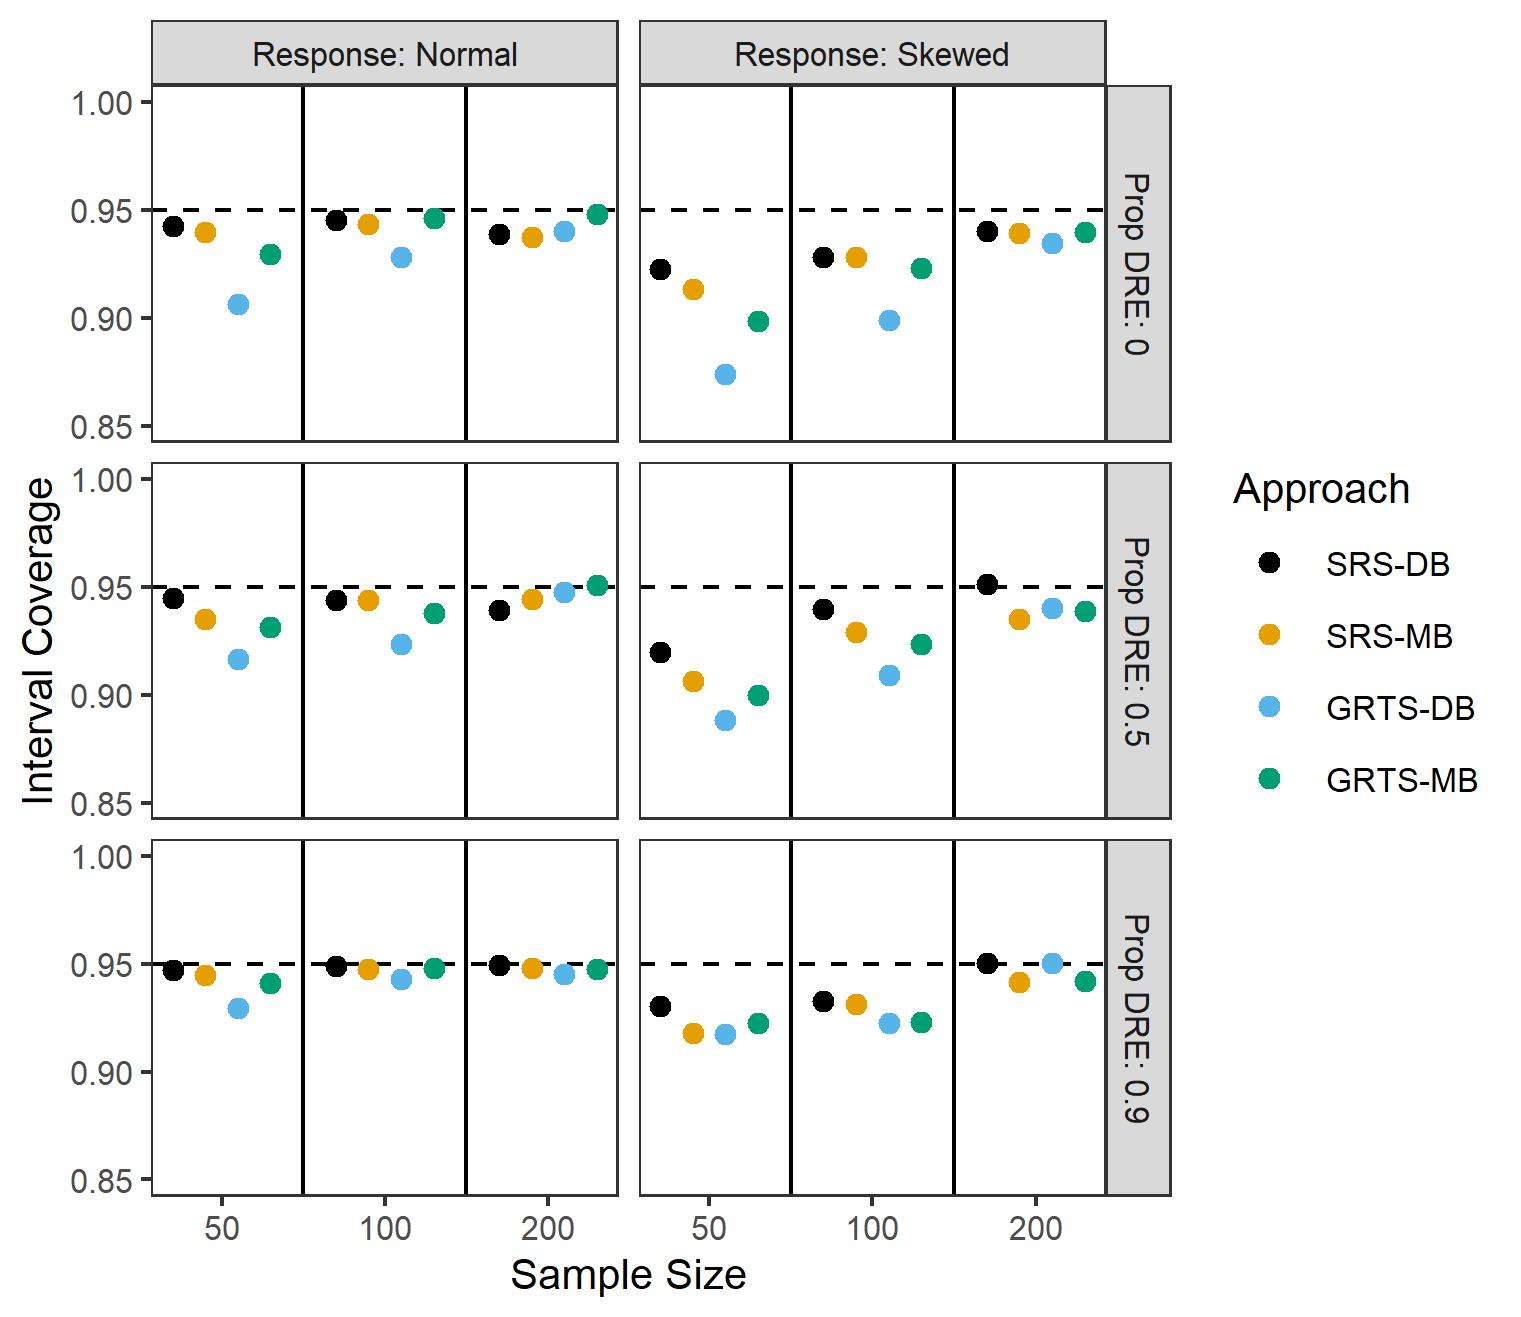 Response: Normal
Response: Skewed
1.00
0.95
0.90
0.85
Prop DRE: 0
1.00
0.95
0.90
0.85
Prop DRE: 0.5
1.00
0.95
0.90
0.85
Prop DRE: 0.9
Interval Coverage
50 100 200
50 100 200
Sample Size
Approach
SRS-DB
SRS-MB
GRTS-DB
GRTS-MB